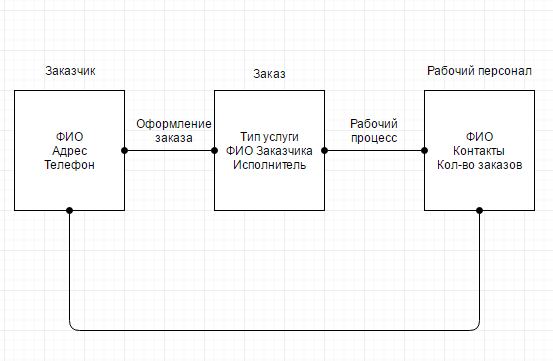 Заказчик
Заказ
Рабочий персонал
ФИО
Адрес
Телефон
Оформление
заказа
Тип услуги
ФИО Заказчика
Исполнитель
Рабочий
процесс
ФИО
Контакты
Кол-во заказов